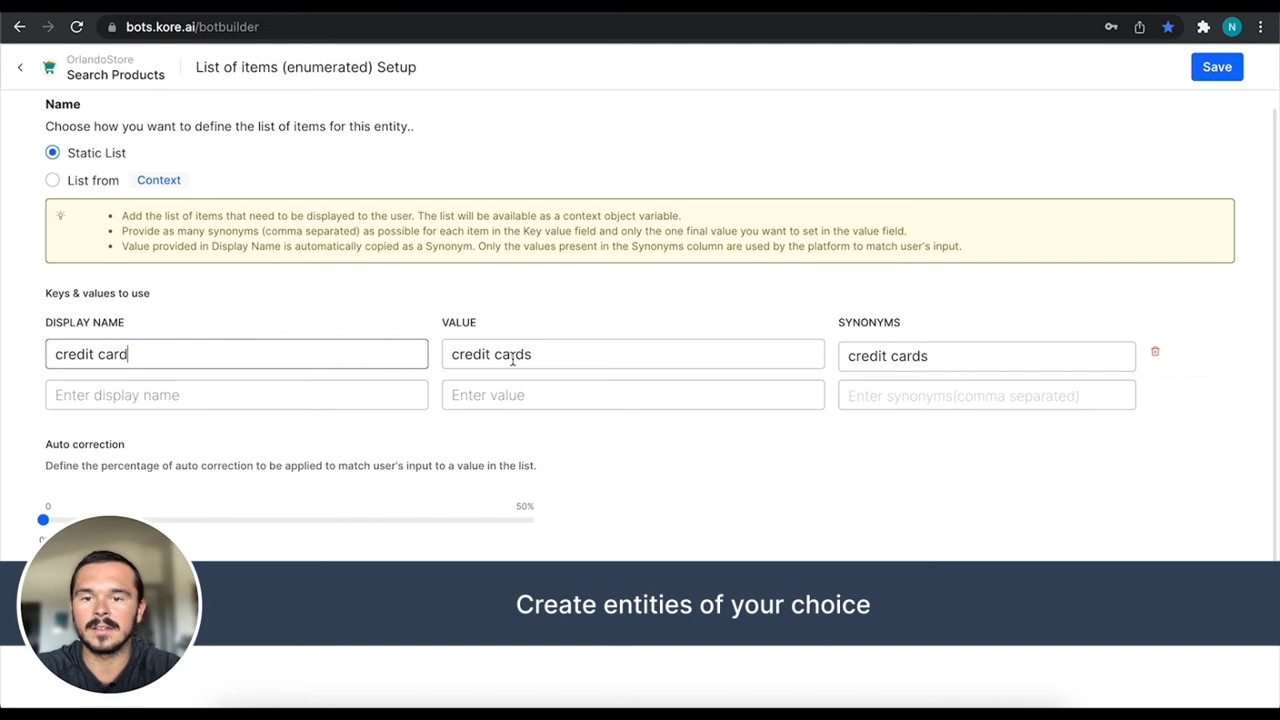 bots.kore.ai/botbuilder
N
OrlandoStore
Search Products
List of items (enumerated) Setup
Save
Name
Choose how you want to define the list of items for this entity..
Static List
List from Context
Add the list of items that need to be displayed to the user. The list will be available as a context object variable.
Provide as many synonyms (comma separated) as possible for each item in the Key value field and only the one final value you want to set in the value field.
Value provided in Display Name is automatically copied as a Synonym. Only the values present in the Synonyms column are used by the platform to match user's input.
Keys & values to use
DISPLAY NAME VALUE SYNONYMS
credit card credit cards credit cards
Enter display name Enter value Enter synonyms(comma separated)
Auto correction
Define the percentage of auto correction to be applied to match user's input to a value in the list.
0 50%
Create entities of your choice